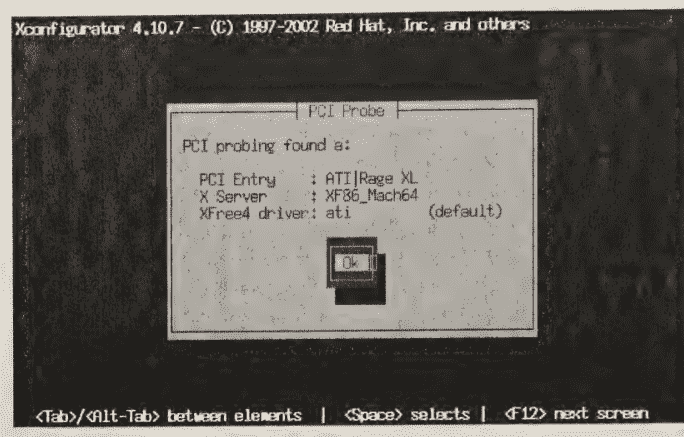 Xconfigurator 4.10.7 - (C) 1997-2002 Red Hat, Inc. and others
PCI Probe
PCI probing found a:
PCI Entry : ATI|Rage XL
X Server : XF86_Mach64
XFree4 driver: ati (default)
Ok
<Tab>/<Alt-Tab> between elements | <Space> selects | <F12> next screen